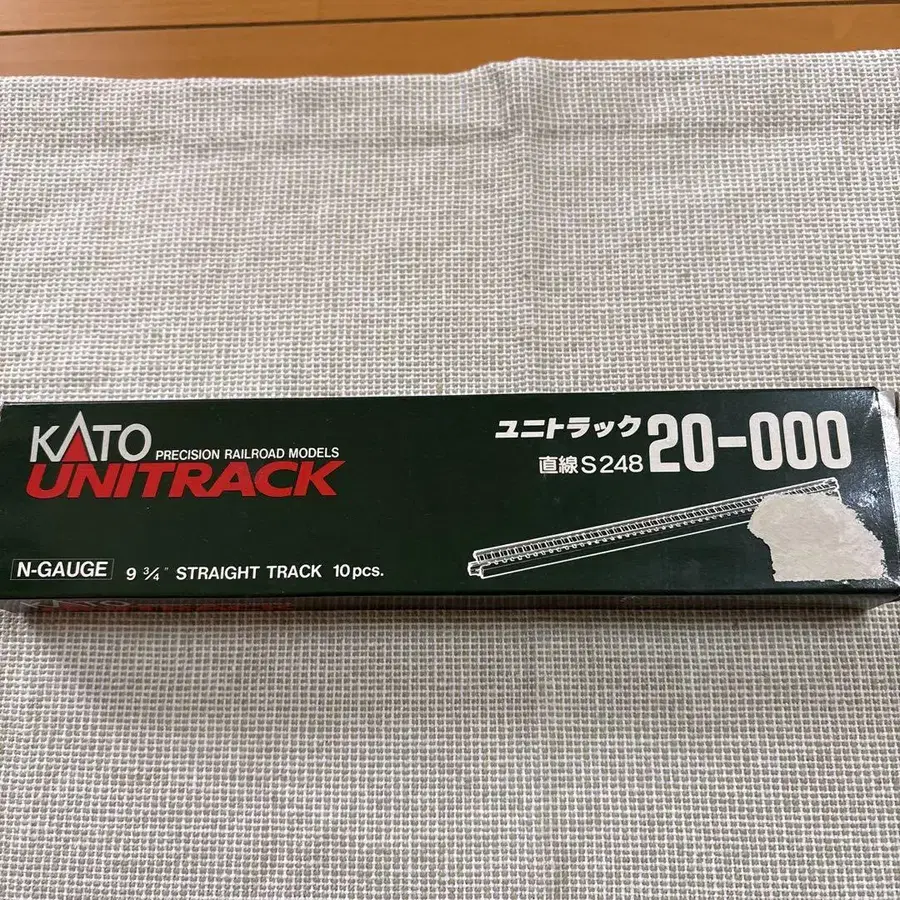 KATO PRECISION RAILROAD MODELS
UNITRACK
ユニトラック
直線S248
20-000
N-GAUGE
9 3/4" STRAIGHT TRACK 10pcs.
KATO